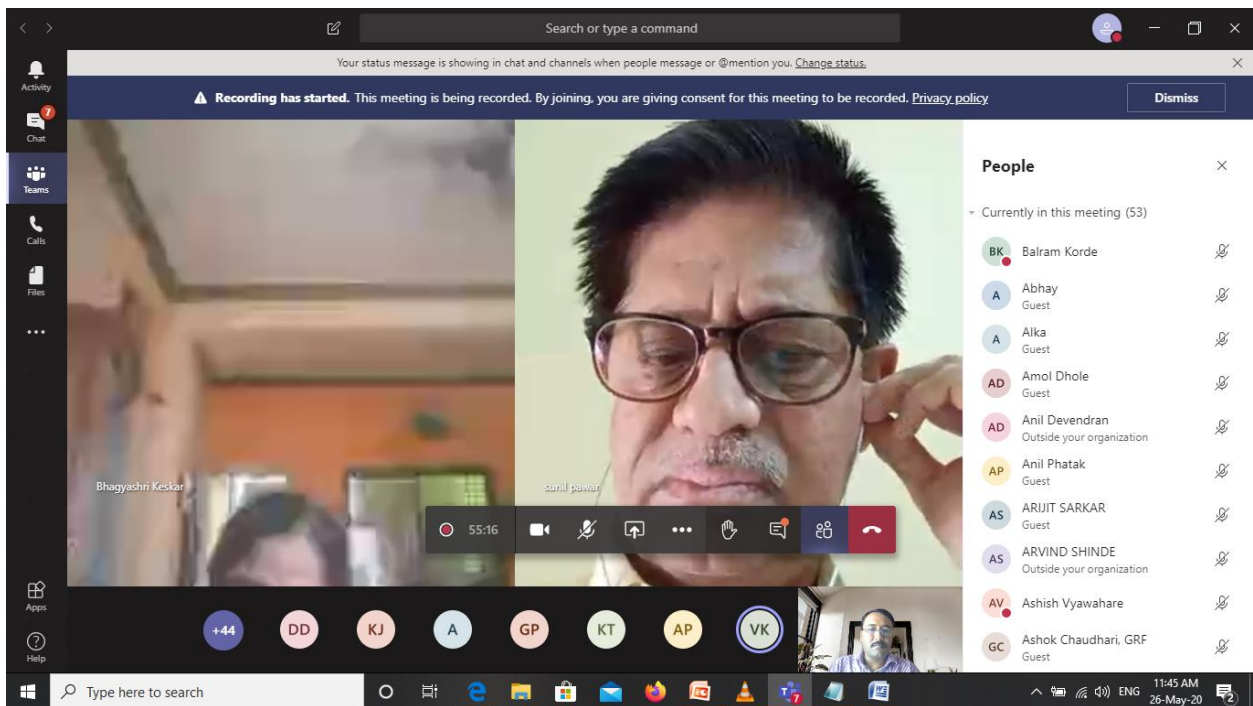 Search or type a command
Your status message is showing in chat and channels when people message or @mention you. Change status.
Activity
Recording has started. This meeting is being recorded. By joining, you are giving consent for this meeting to be recorded. Privacy policy
Dismiss
7
Chat
Teams
Calls
Files
Apps
Help
Bhagyashri Keskar
sunil pawar
55:16
+44
DD
KJ
A
GP
KT
AP
VK
People
Currently in this meeting (53)
BK Balram Korde
A Abhay
Guest
A Alka
Guest
AD Amol Dhole
Guest
AD Anil Devendran
Outside your organization
AP Anil Phatak
Guest
AS ARIJIT SARKAR
Guest
AS ARVIND SHINDE
Outside your organization
AV Ashish Vyawahare
GC Ashok Chaudhari, GRF
Guest
Type here to search
7
ENG
11:45 AM
26-May-20
2